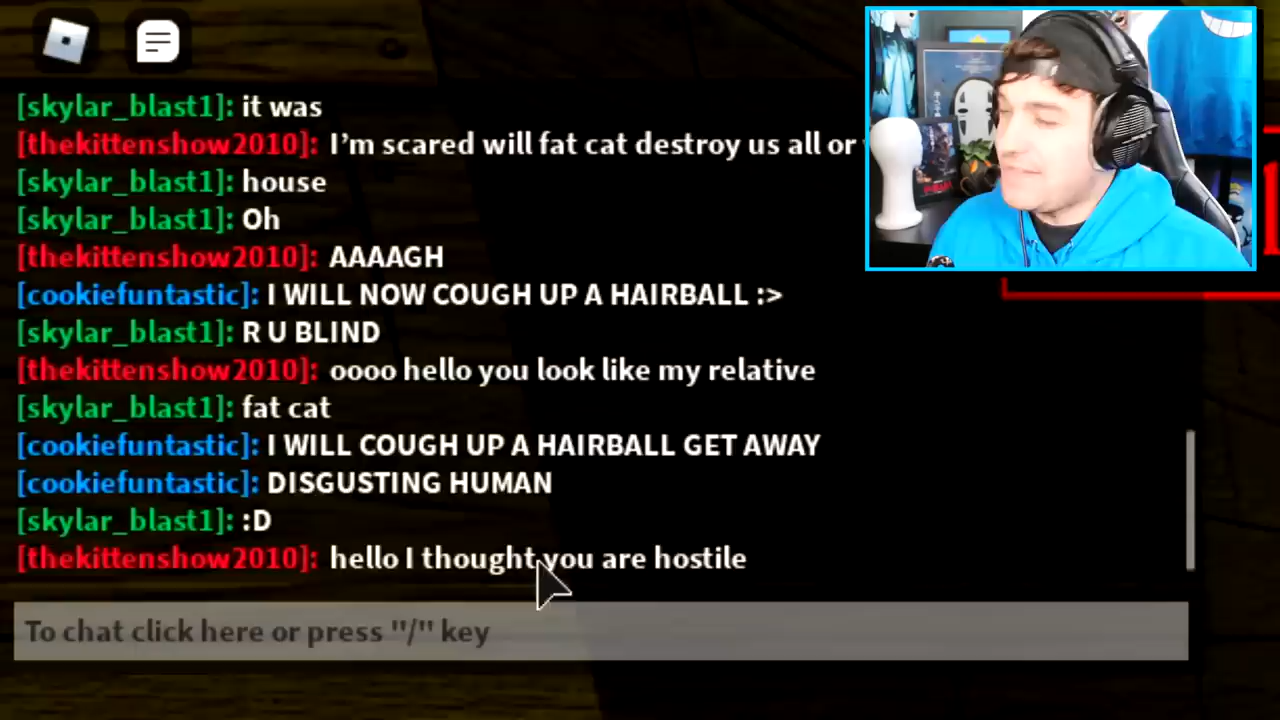 [skylar_blast1]: it was
[thekittenshow2010]: I’m scared will fat cat destroy us all or
[skylar_blast1]: house
[skylar_blast1]: Oh
[thekittenshow2010]: AAAAGH
[cookiefuntastic]: I WILL NOW COUGH UP A HAIRBALL :>
[skylar_blast1]: R U BLIND
[thekittenshow2010]: oooo hello you look like my relative
[skylar_blast1]: fat cat
[cookiefuntastic]: I WILL COUGH UP A HAIRBALL GET AWAY
[cookiefuntastic]: DISGUSTING HUMAN
[skylar_blast1]: :D
[thekittenshow2010]: hello I thought you are hostile
To chat click here or press "/" key